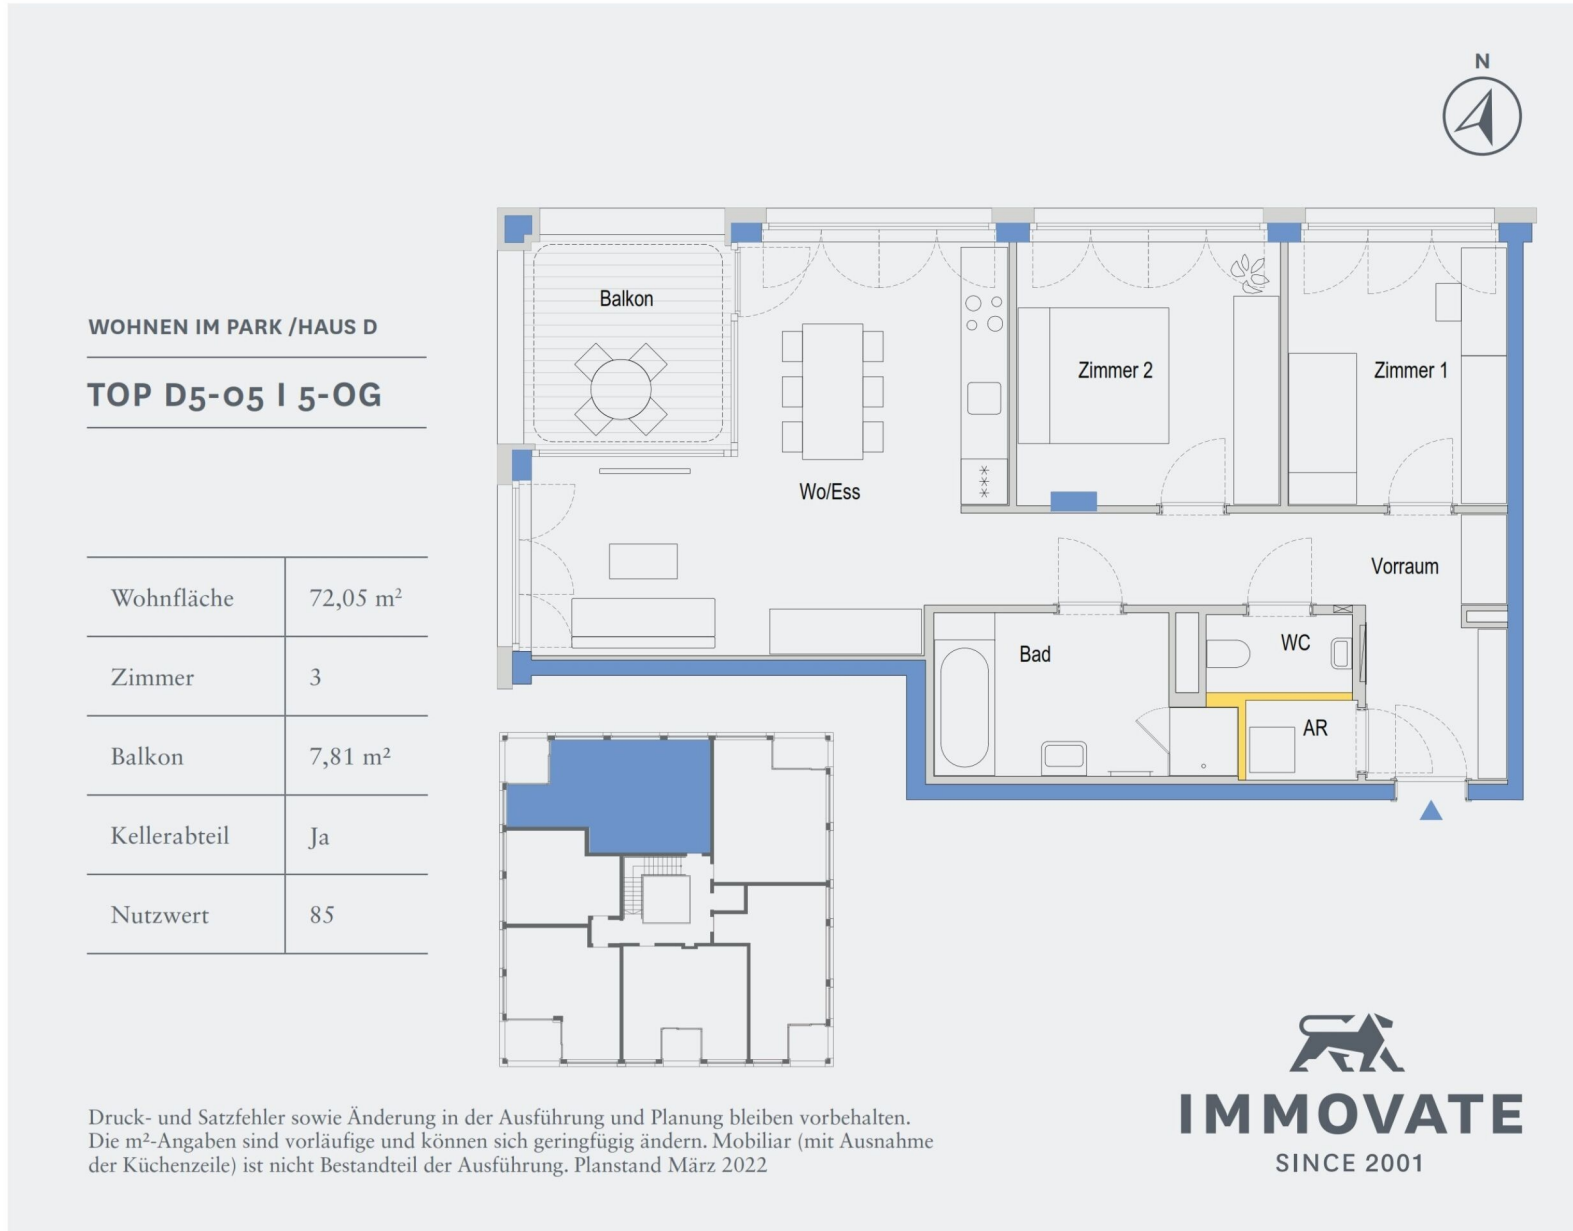 N
WOHNEN IM PARK /HAUS D
TOP D5-05 I 5-OG
Wohnfläche 72,05 m²
Zimmer 3
Balkon 7,81 m²
Kellerabteil Ja
Nutzwert 85
Balkon
Zimmer 2
Zimmer 1
Wo/Ess
Vorraum
Bad
WC
AR
Druck- und Satzfehler sowie Änderung in der Ausführung und Planung bleiben vorbehalten.
Die m²-Angaben sind vorläufige und können sich geringfügig ändern. Mobiliar (mit Ausnahme
der Küchenzeile) ist nicht Bestandteil der Ausführung. Planstand März 2022
IMMOVATE
SINCE 2001